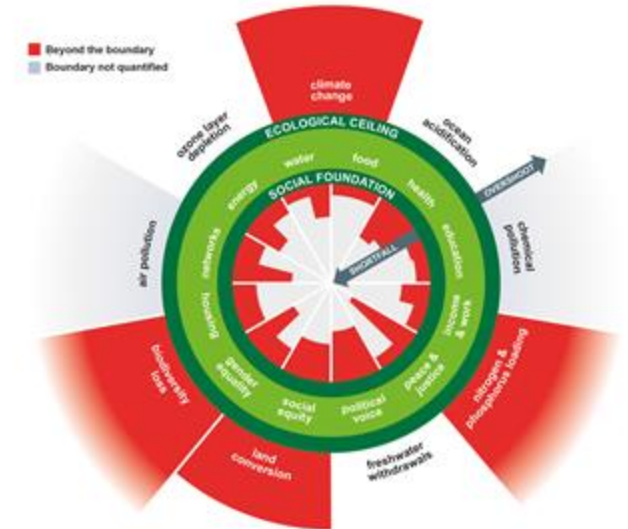 Beyond the boundary
Boundary not quantified
climate
change
ocean
acidification
ozone layer
depletion
ECOLOGICAL CEILING
water
food
energy
SOCIAL FOUNDATION
health
OVERSHOOT
education
networks
SHORTFALL
air pollution
chemical
pollution
housing
income
& work
gender
equality
social
equity
political
voice
peace &
justice
biodiversity
loss
nitrogen &
phosphorus loading
land
conversion
freshwater
withdrawals